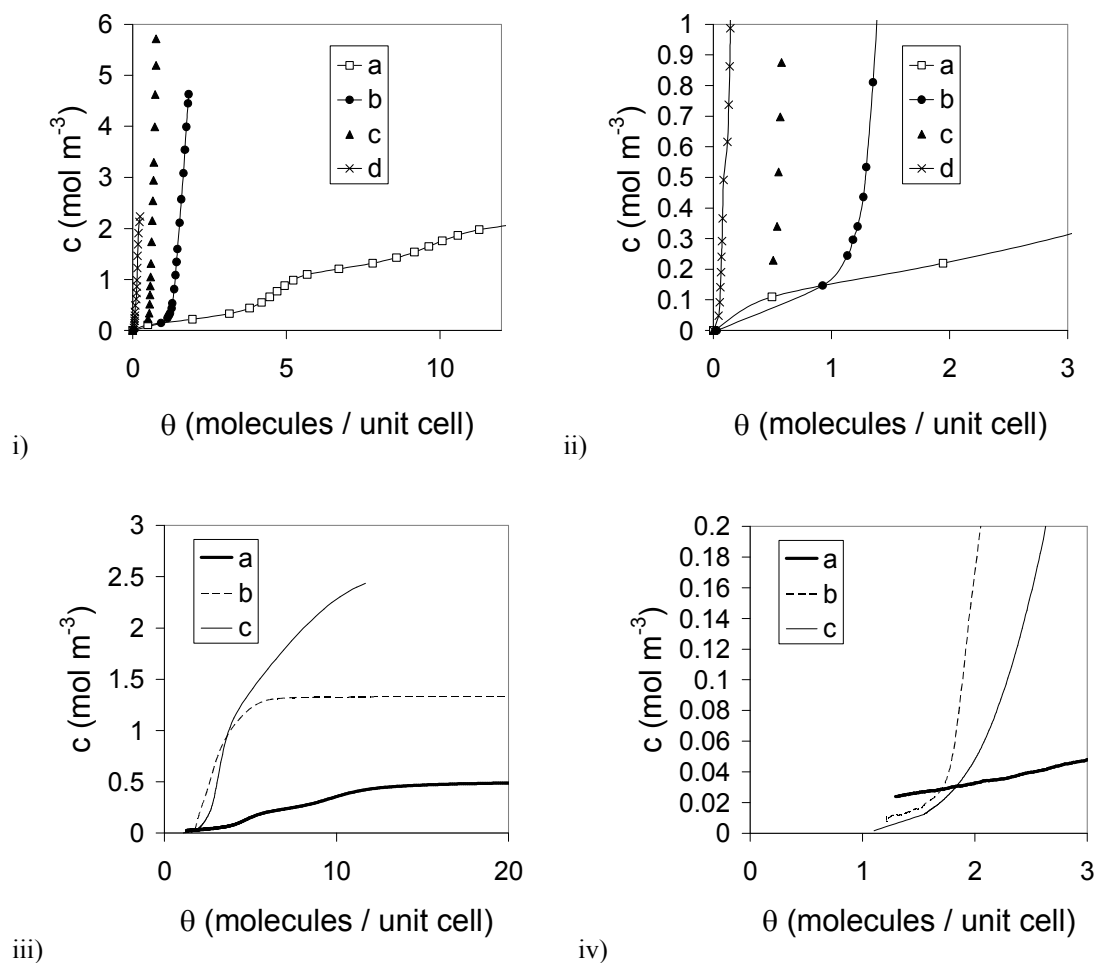 6
5
4
3
2
1
0
0
5
10
c (mol m⁻³)
θ (molecules / unit cell)
a
b
c
d
i)
1
0.9
0.8
0.7
0.6
0.5
0.4
0.3
0.2
0.1
0
0
1
2
3
c (mol m⁻³)
θ (molecules / unit cell)
a
b
c
d
ii)
3
2.5
2
1.5
1
0.5
0
0
10
20
c (mol m⁻³)
θ (molecules / unit cell)
a
b
c
iii)
0.2
0.18
0.16
0.14
0.12
0.1
0.08
0.06
0.04
0.02
0
0
1
2
3
c (mol m⁻³)
θ (molecules / unit cell)
a
b
c
iv)